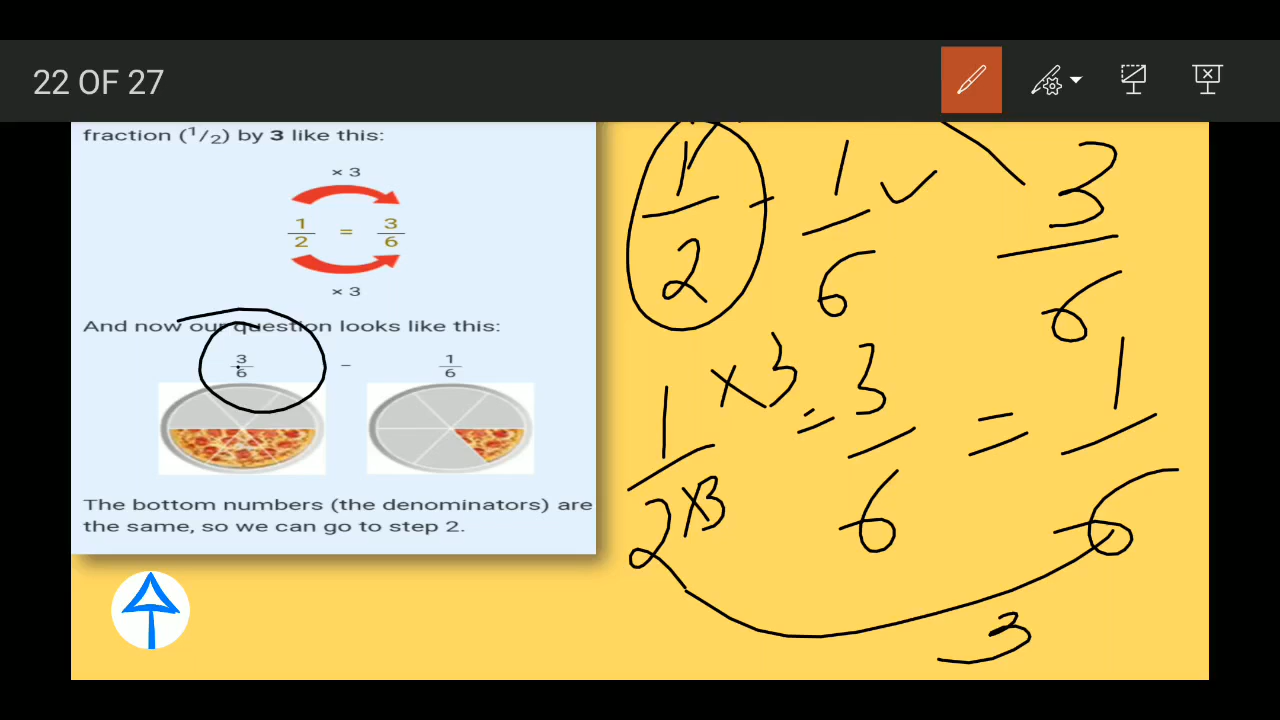 22 OF 27
fraction (1/2) by 3 like this:
× 3
1/2 = 3/6
× 3
And now our question looks like this:
3/6 - 1/6
The bottom numbers (the denominators) are
the same, so we can go to step 2.
1/2 - 1/6 ✓ 3/6
1/2 ×3 ×3 = 3/6 = 1/6
3